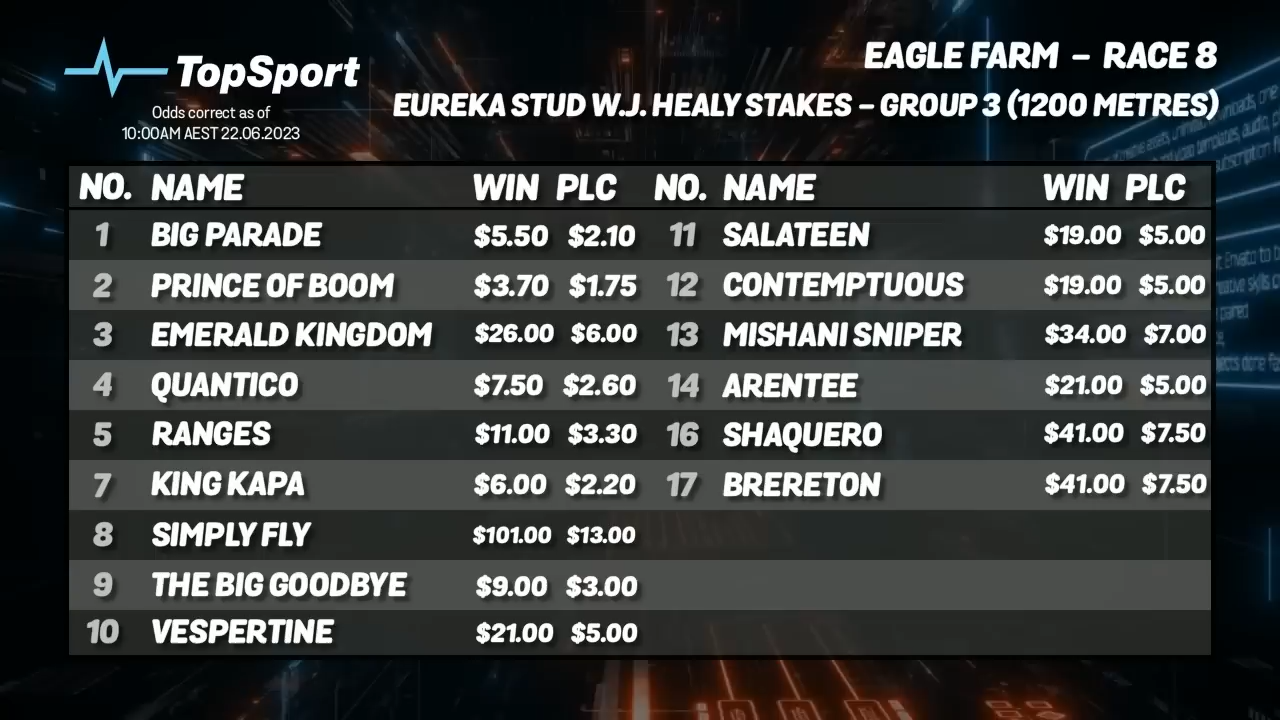 TopSport
Odds correct as of
10:00AM AEST 22.06.2023
EAGLE FARM – RACE 8
EUREKA STUD W.J. HEALY STAKES – GROUP 3 (1200 METRES)
NO. NAME WIN PLC NO. NAME WIN PLC
1 BIG PARADE $5.50 $2.10 11 SALATEEN $19.00 $5.00
2 PRINCE OF BOOM $3.70 $1.75 12 CONTEMPTUOUS $19.00 $5.00
3 EMERALD KINGDOM $26.00 $6.00 13 MISHANI SNIPER $34.00 $7.00
4 QUANTICO $7.50 $2.60 14 ARENTEE $21.00 $5.00
5 RANGES $11.00 $3.30 16 SHAQUERO $41.00 $7.50
7 KING KAPA $6.00 $2.20 17 BRERETON $41.00 $7.50
8 SIMPLY FLY $101.00 $13.00
9 THE BIG GOODBYE $9.00 $3.00
10 VESPERTINE $21.00 $5.00